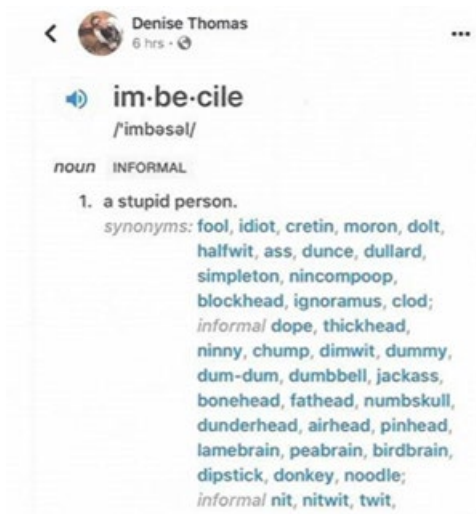 Denise Thomas
6 hrs ·
im·be·cile
/'imbəsəl/
noun INFORMAL
1. a stupid person.
synonyms: fool, idiot, cretin, moron, dolt,
halfwit, ass, dunce, dullard,
simpleton, nincompoop,
blockhead, ignoramus, clod;
informal dope, thickhead,
ninny, chump, dimwit, dummy,
dum-dum, dumbbell, jackass,
bonehead, fathead, numbskull,
dunderhead, airhead, pinhead,
lamebrain, peabrain, birdbrain,
dipstick, donkey, noodle;
informal nit, nitwit, twit,